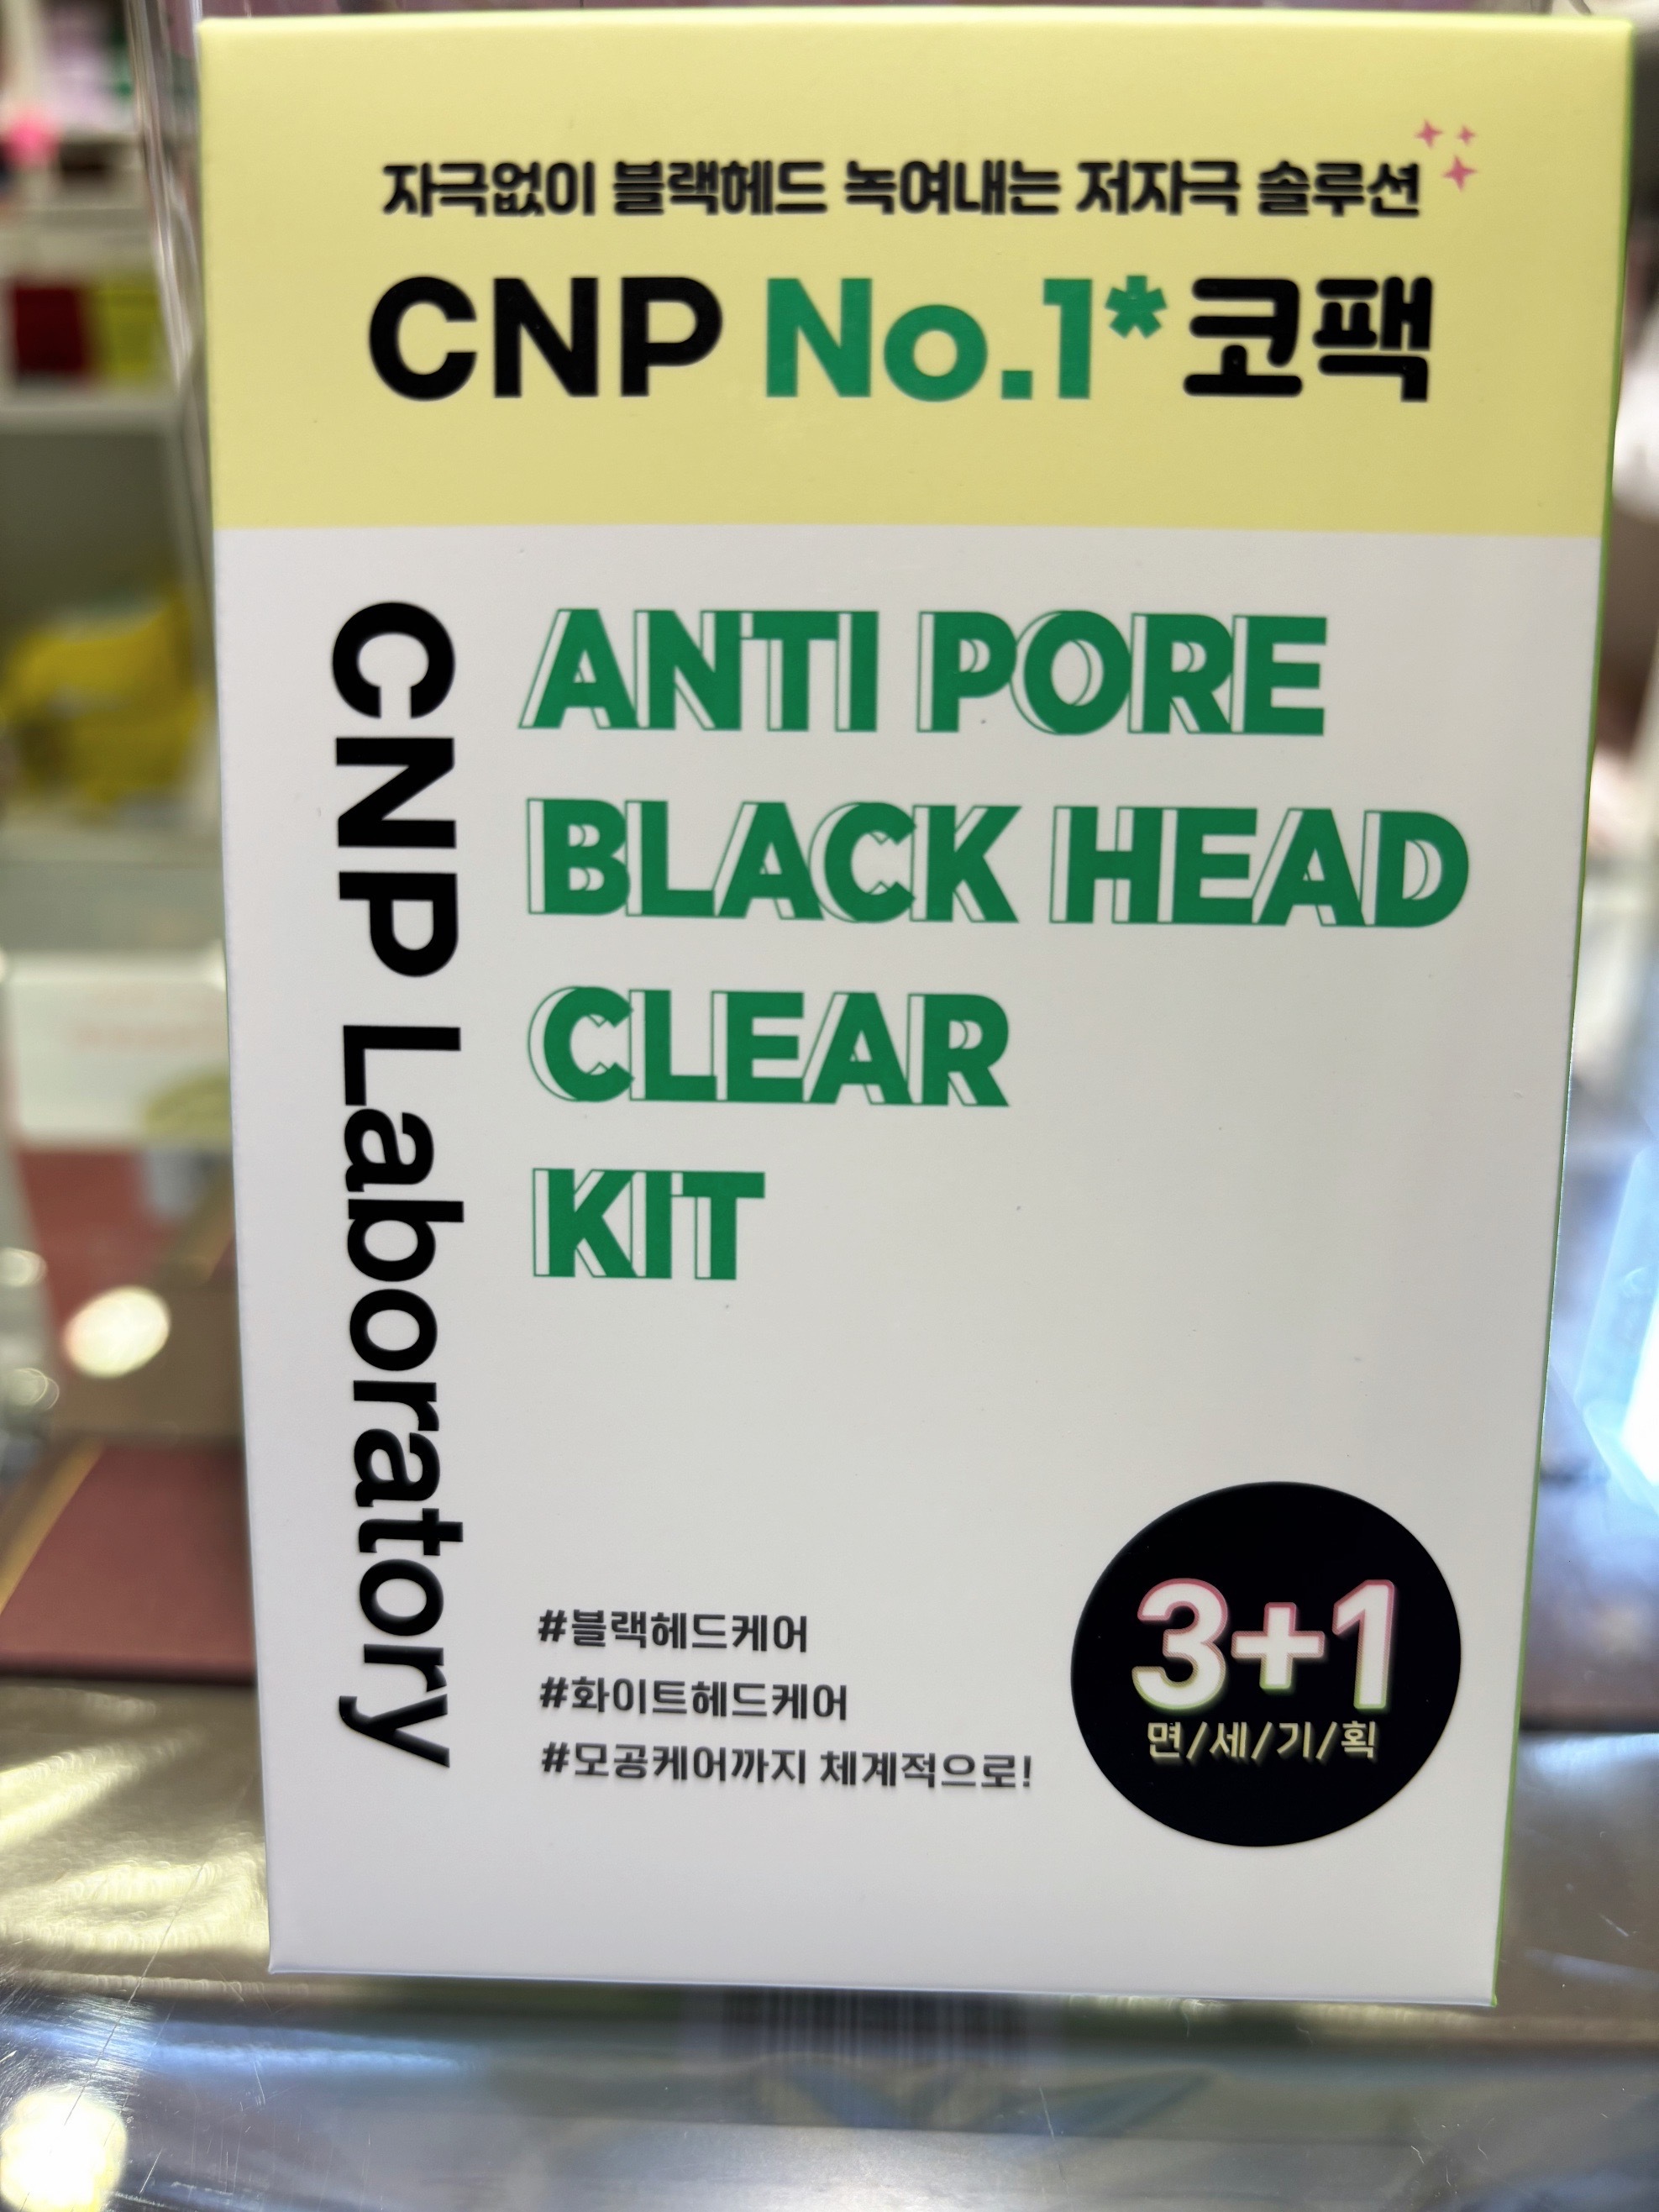 자극없이 블랙헤드 녹여내는 저자극 솔루션
CNP No.1* 코팩
CNP Laboratory
ANTI PORE
BLACK HEAD
CLEAR
KIT
#블랙헤드케어
#화이트헤드케어
#모공케어까지 체계적으로!
3+1
면/세/기/획